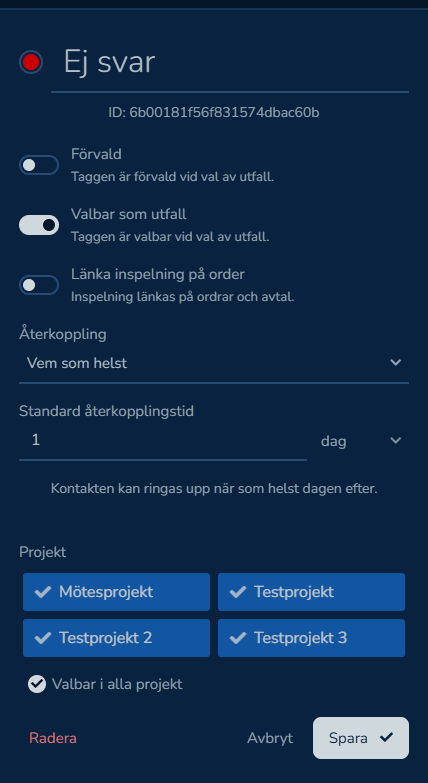 Ej svar
ID: 6b00181f56f831574dbac60b
Förvald
Taggen är förvald vid val av utfall.
Valbar som utfall
Taggen är valbar vid val av utfall.
Länka inspelning på order
Inspelning länkas på ordrar och avtal.
Återkoppling
Vem som helst
Standard återkopplingstid
1 dag
Kontakten kan ringas upp när som helst dagen efter.
Projekt
Mötesprojekt Testprojekt
Testprojekt 2 Testprojekt 3
Valbar i alla projekt
Radera Avbryt Spara